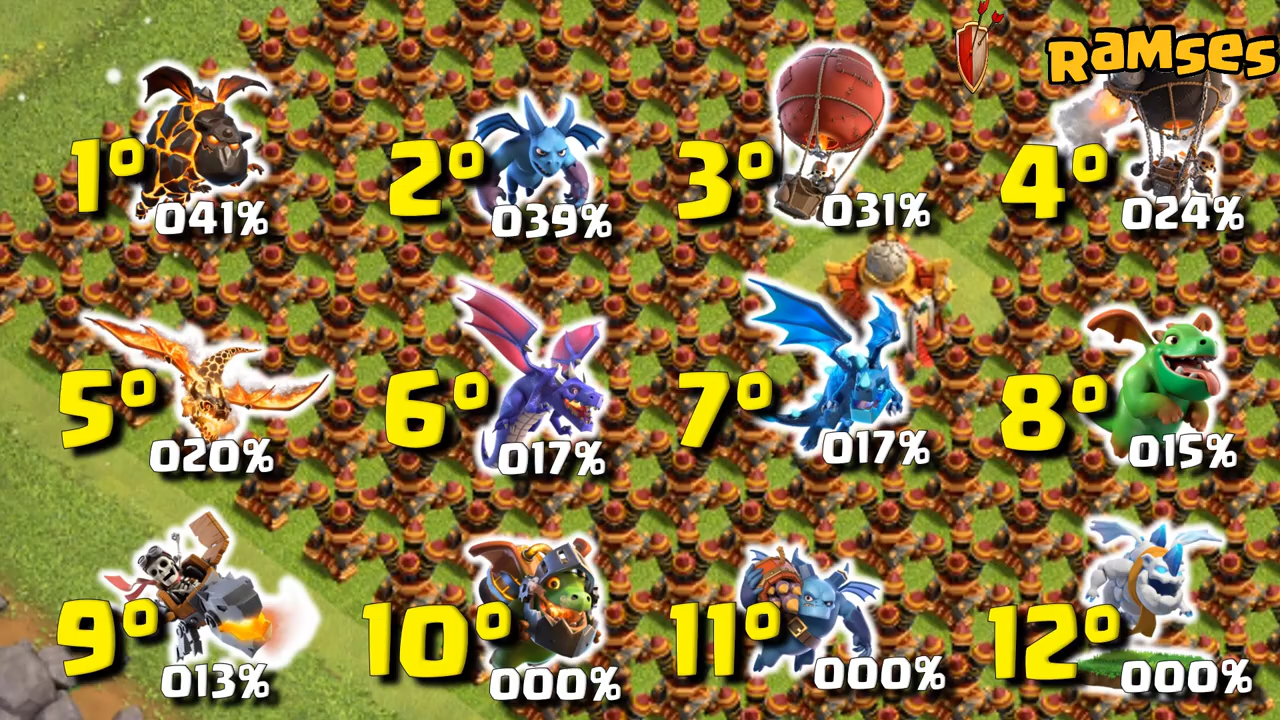 RAMSES
1º 041%
2º 039%
3º 031%
4º 024%
5º 020%
6º 017%
7º 017%
8º 015%
9º 013%
10º 000%
11º 000%
12º 000%